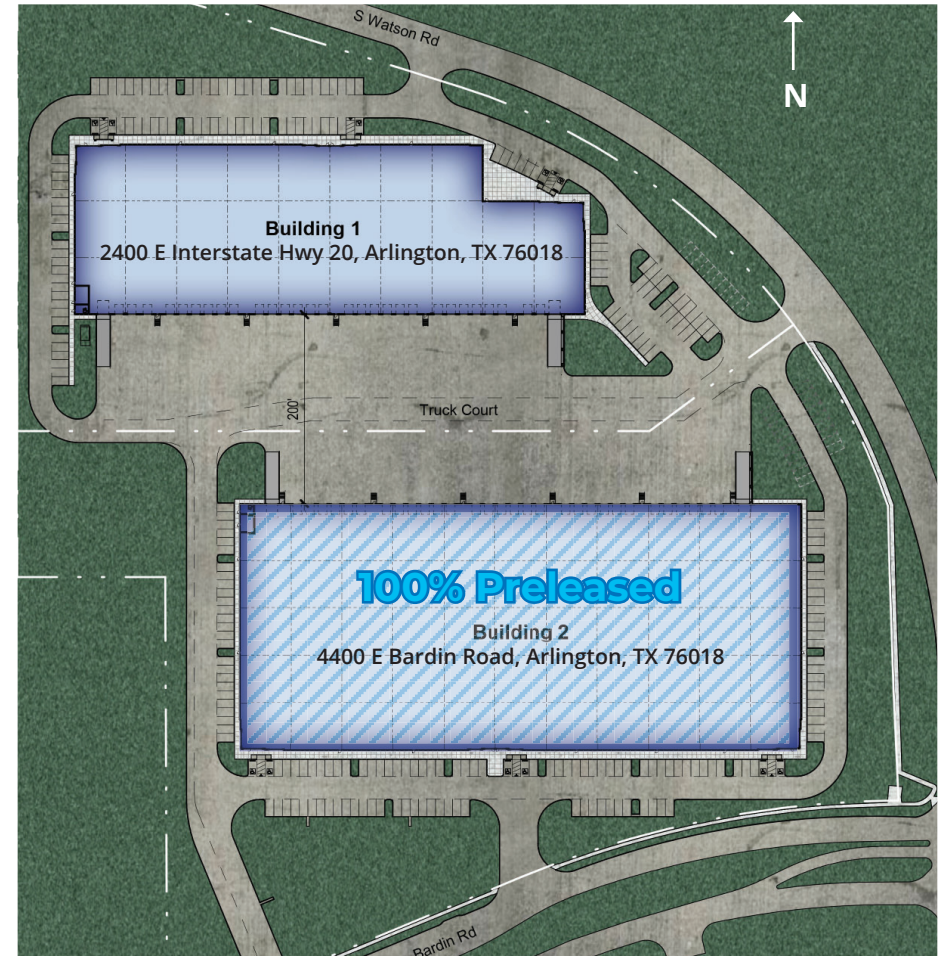 S Watson Rd
N
Building 1
2400 E Interstate Hwy 20, Arlington, TX 76018
200'
Truck Court
100% Preleased
Building 2
4400 E Bardin Road, Arlington, TX 76018
Bardin Rd